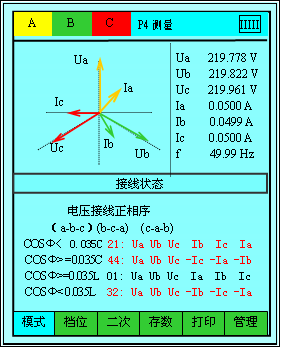 A B C P4 测量
Ua
Ia
Ic
Uc
Ib
Ub
Ua 219.778 V
Ub 219.822 V
Uc 219.961 V
Ia 0.0500 A
Ib 0.0499 A
Ic 0.0500 A
f 49.99 Hz
接线状态
电压接线正相序
(a-b-c)(b-c-a) (c-a-b)
COSΦ< 0.035C 21: Ua Ub Uc -Ib -Ic -Ia
COSΦ>=0.035C 44: Ua Ub Uc -Ic -Ia -Ib
COSΦ>=0.035L 01: Ua Ub Uc Ia Ib Ic
COSΦ<0.035L 32: Ua Ub Uc -Ib -Ic -Ia
模式 档位 二次 存数 打印 管理